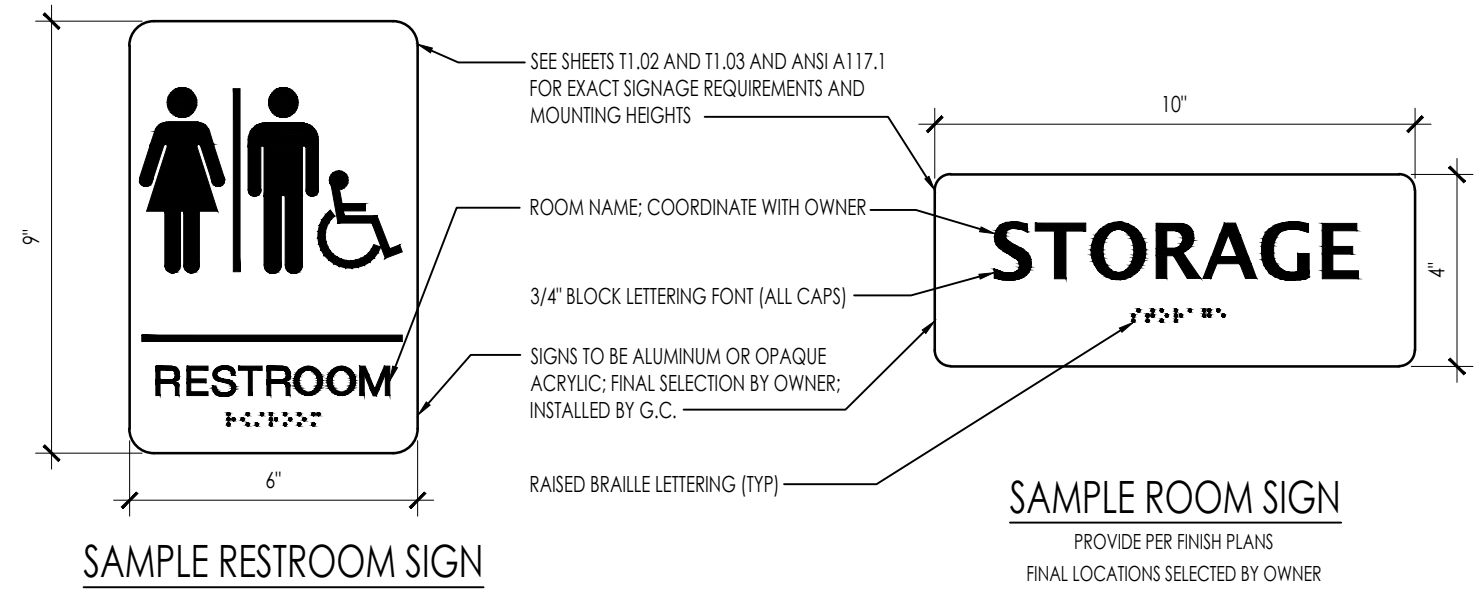 9"
RESTROOM
6"
SAMPLE RESTROOM SIGN
SEE SHEETS T1.02 AND T1.03 AND ANSI A117.1
FOR EXACT SIGNAGE REQUIREMENTS AND
MOUNTING HEIGHTS
ROOM NAME; COORDINATE WITH OWNER
3/4" BLOCK LETTERING FONT (ALL CAPS)
SIGNS TO BE ALUMINUM OR OPAQUE
ACRYLIC; FINAL SELECTION BY OWNER;
INSTALLED BY G.C.
RAISED BRAILLE LETTERING (TYP)
10"
STORAGE
4"
SAMPLE ROOM SIGN
PROVIDE PER FINISH PLANS
FINAL LOCATIONS SELECTED BY OWNER